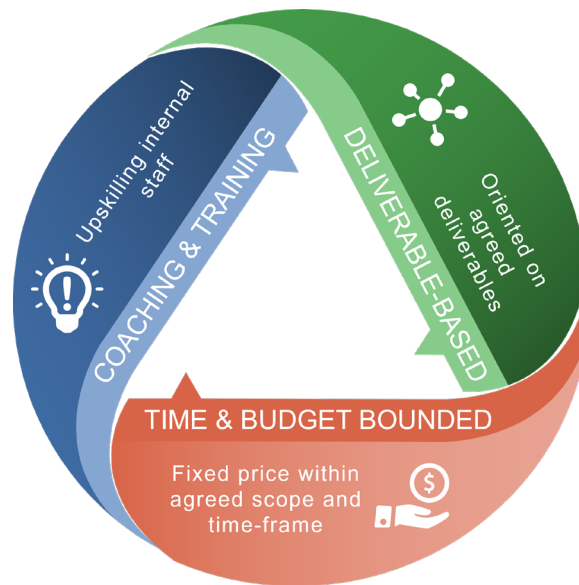 COACHING & TRAINING
Upskilling internal
staff
DELIVERABLE-BASED
Oriented on
agreed
deliverables
TIME & BUDGET BOUNDED
Fixed price within
agreed scope and
time-frame
$